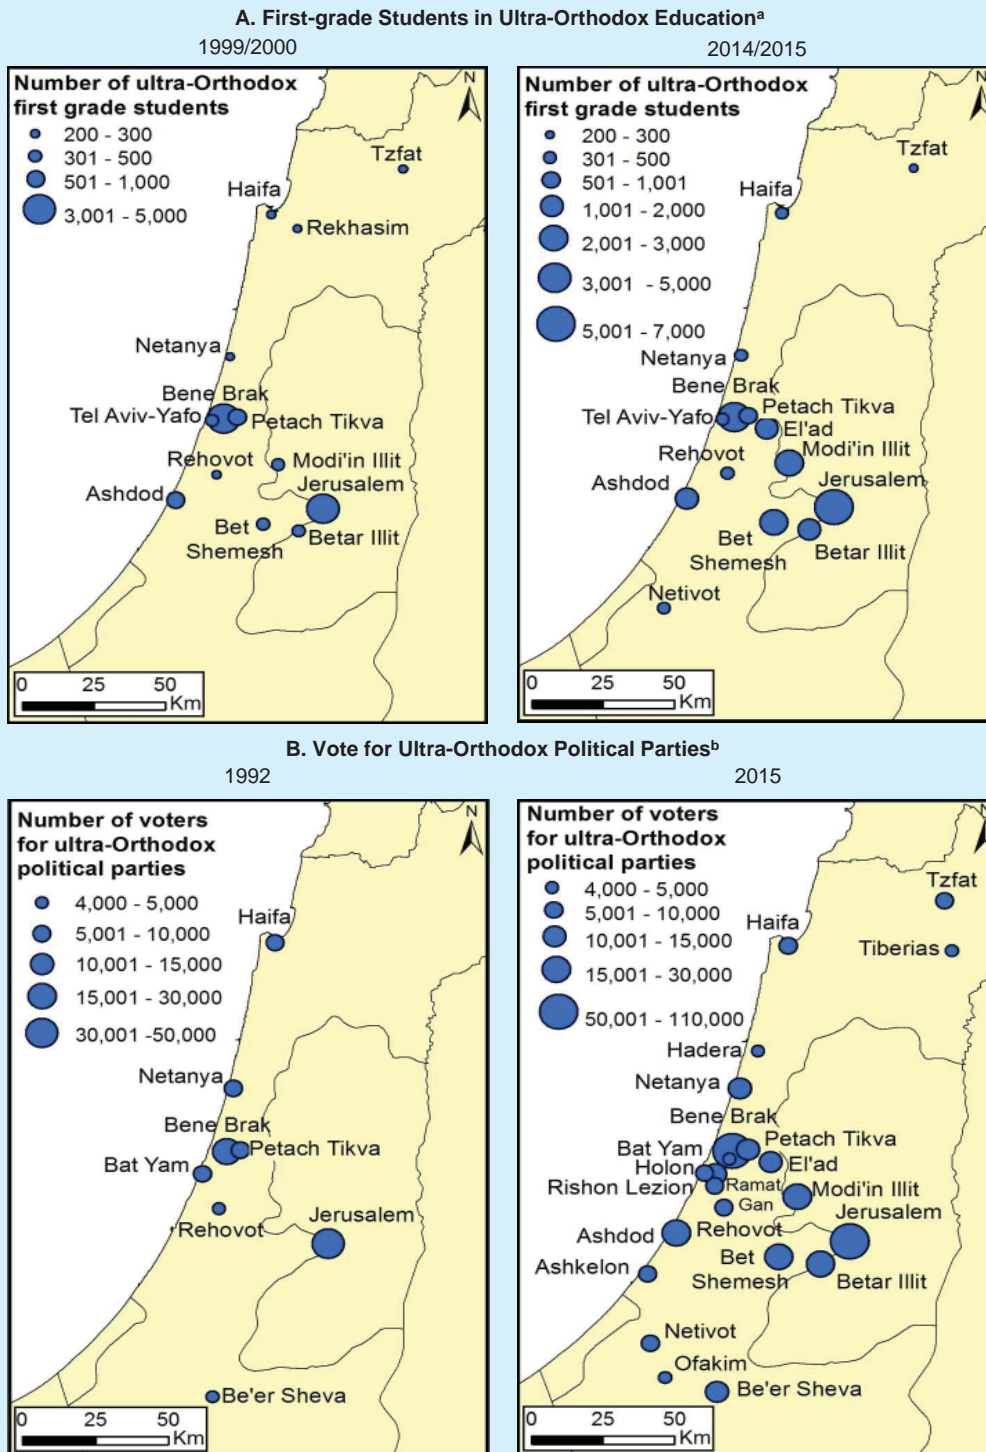 A. First-grade Students in Ultra-Orthodox Educationᵃ
1999/2000
Number of ultra-Orthodox
first grade students
200 - 300
301 - 500
501 - 1,000
3,001 - 5,000
N
Tzfat
Haifa
Rekhasim
Netanya
Bene Brak
Tel Aviv-Yafo
Petach Tikva
Rehovot
Modi'in Illit
Ashdod
Jerusalem
Bet
Shemesh
Betar Illit
0 25 50
Km
2014/2015
Number of ultra-Orthodox
first grade students
200 - 300
301 - 500
501 - 1,001
1,001 - 2,000
2,001 - 3,000
3,001 - 5,000
5,001 - 7,000
N
Tzfat
Haifa
Netanya
Bene Brak
Tel Aviv-Yafo
Petach Tikva
El'ad
Rehovot
Modi'in Illit
Ashdod
Jerusalem
Bet
Shemesh
Betar Illit
Netivot
0 25 50
Km
B. Vote for Ultra-Orthodox Political Partiesᵇ
1992
Number of voters
for ultra-Orthodox
political parties
4,000 - 5,000
5,001 - 10,000
10,001 - 15,000
15,001 - 30,000
30,001 -50,000
N
Haifa
Netanya
Bene Brak
Petach Tikva
Bat Yam
Rehovot
Jerusalem
Be'er Sheva
0 25 50
Km
2015
Number of voters
for ultra-Orthodox
political parties
4,000 - 5,000
5,001 - 10,000
10,001 - 15,000
15,001 - 30,000
50,001 - 110,000
N
Tzfat
Haifa
Tiberias
Hadera
Netanya
Bene Brak
Bat Yam
Petach Tikva
Holon
El'ad
Rishon Lezion
Ramat
Gan
Modi'in Illit
Jerusalem
Ashdod
Rehovot
Ashkelon
Bet
Shemesh
Betar Illit
Netivot
Ofakim
Be'er Sheva
0 25 50
Km